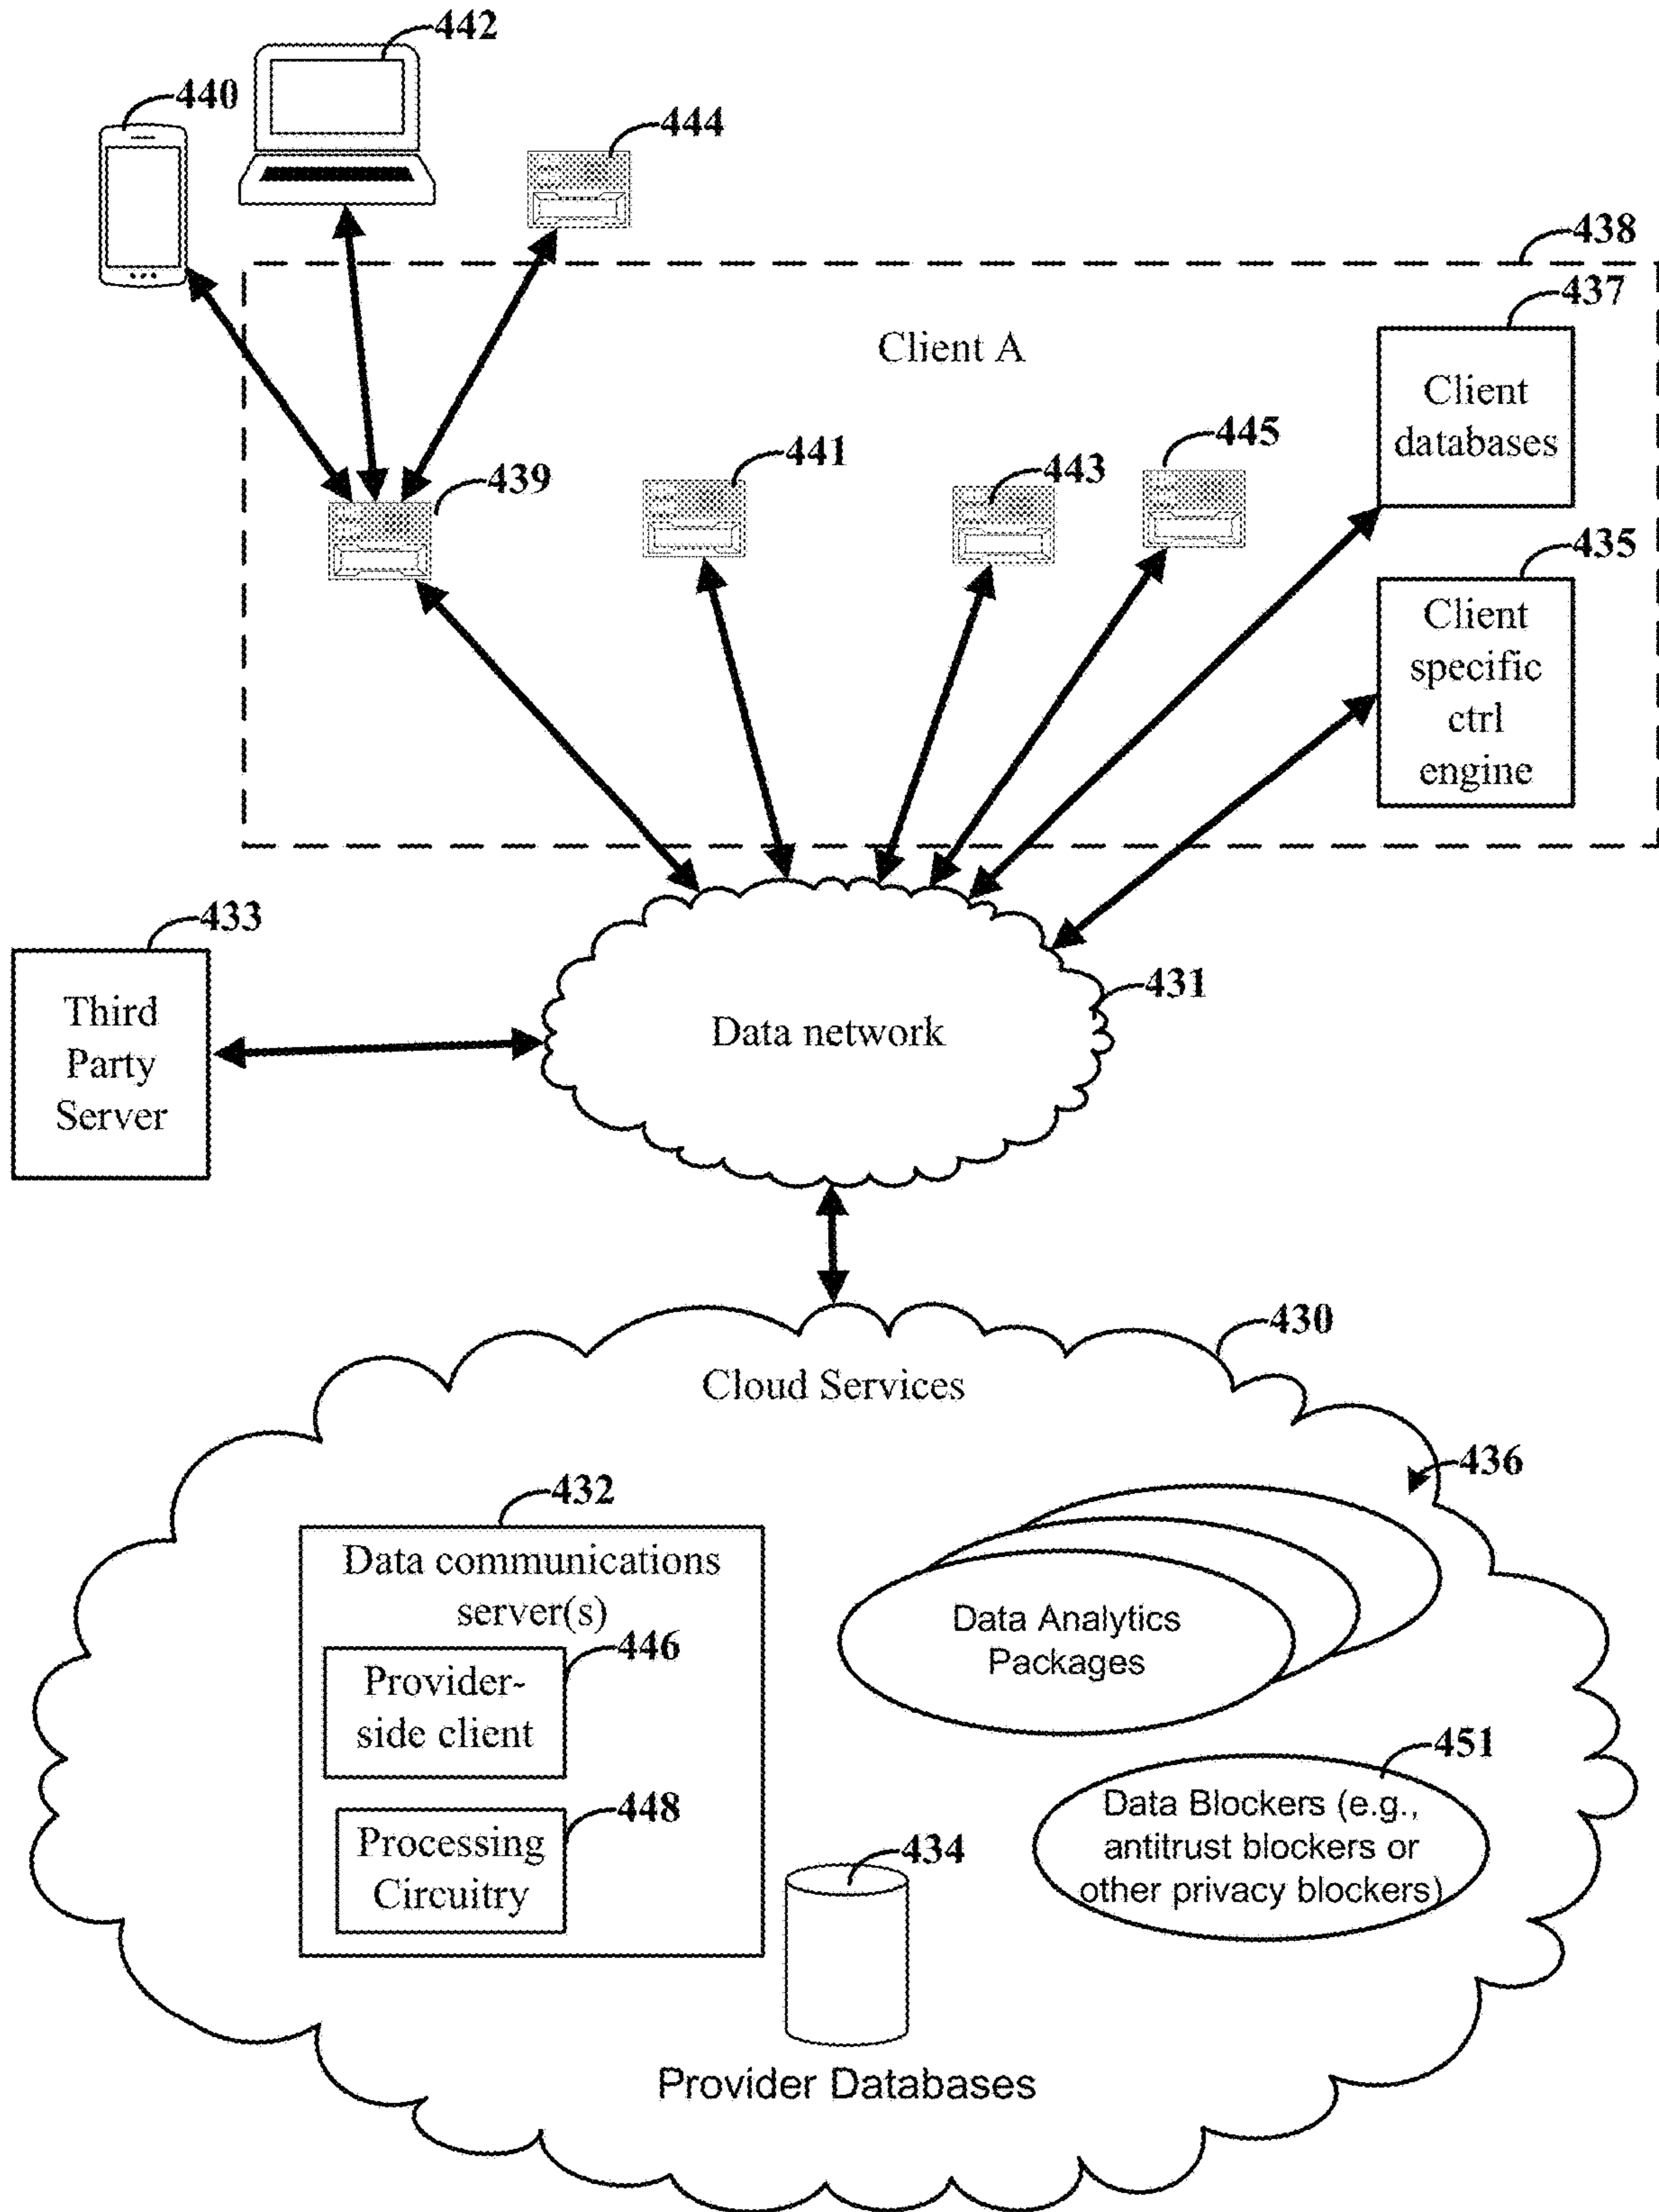 442
440
444
438
437
Client A
Client
databases
445
441
443
439
435
Client
specific
ctrl
engine
433
Third
Party
Server
431
Data network
430
Cloud Services
436
432
Data communications
server(s)
446
Provider-
side client
448
Processing
Circuitry
Data Analytics
Packages
451
Data Blockers (e.g.,
antitrust blockers or
other privacy blockers)
434
Provider Databases